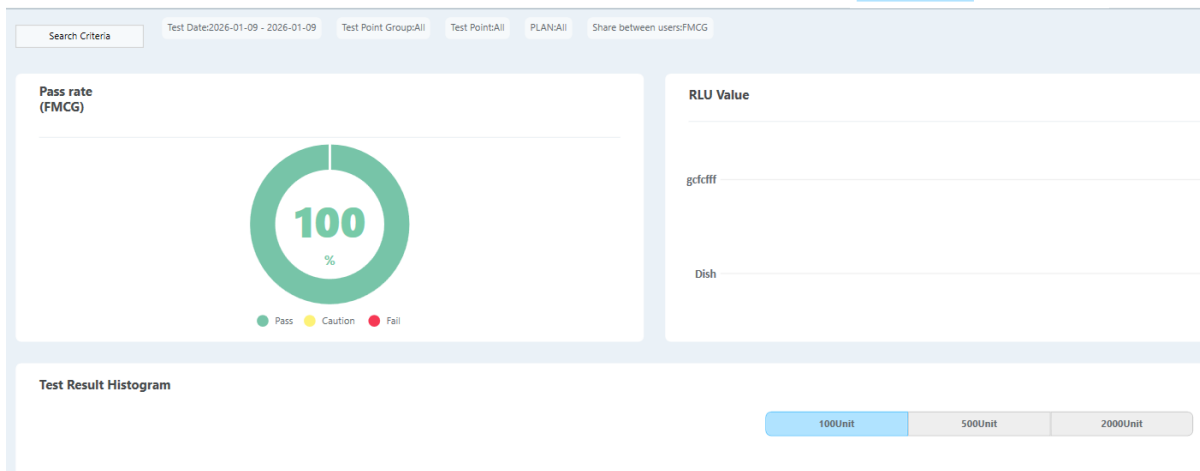 Search Criteria
Test Date:2026-01-09 - 2026-01-09
Test Point Group:All
Test Point:All
PLAN:All
Share between users:FMCG
Pass rate
(FMCG)
100
%
Pass
Caution
Fail
RLU Value
gcfcfff
Dish
Test Result Histogram
100Unit
500Unit
2000Unit